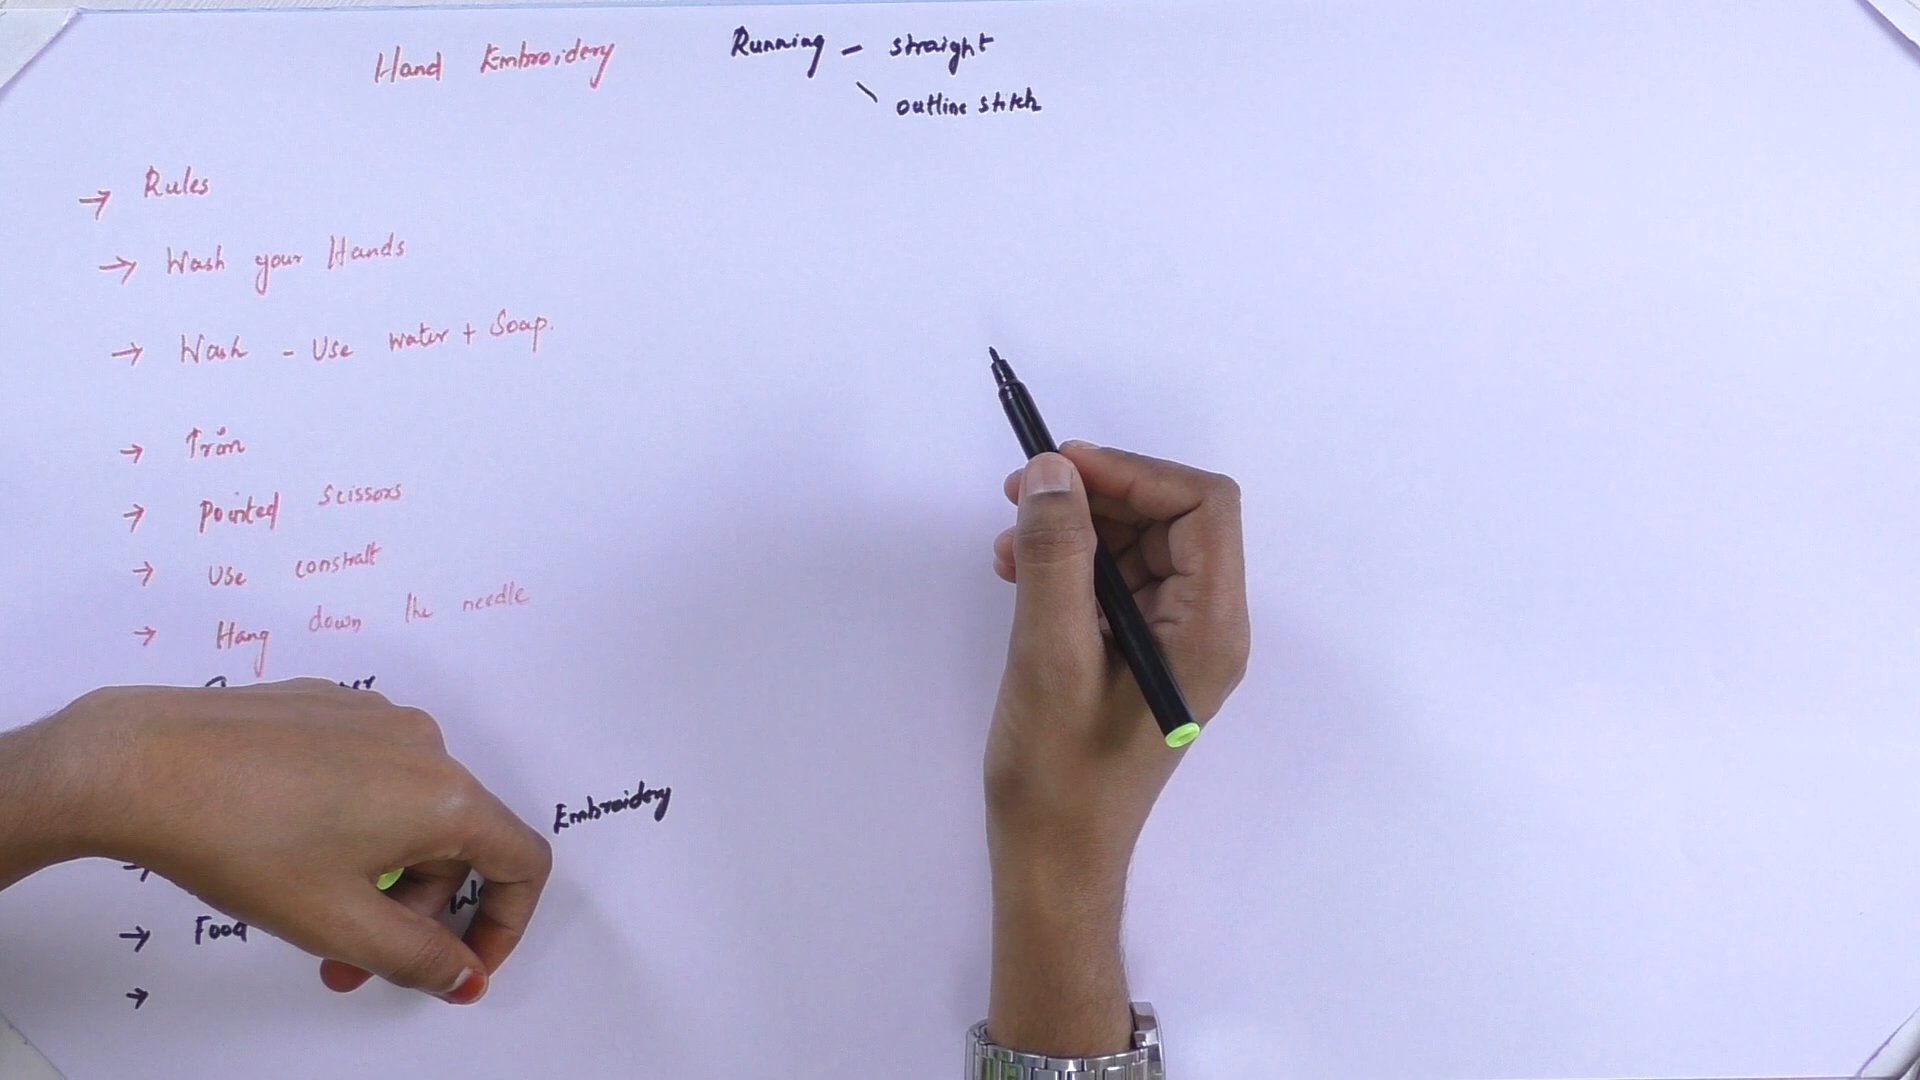 Hand Embroidery
Running - straight
\ outline stitch
→ Rules
→ Wash your Hands
→ Wash - Use water + Soap.
→ Iron
→ Pointed scissors
→ Use constralt
→ Hang down the needle
Embroidery
→
→ Food
→